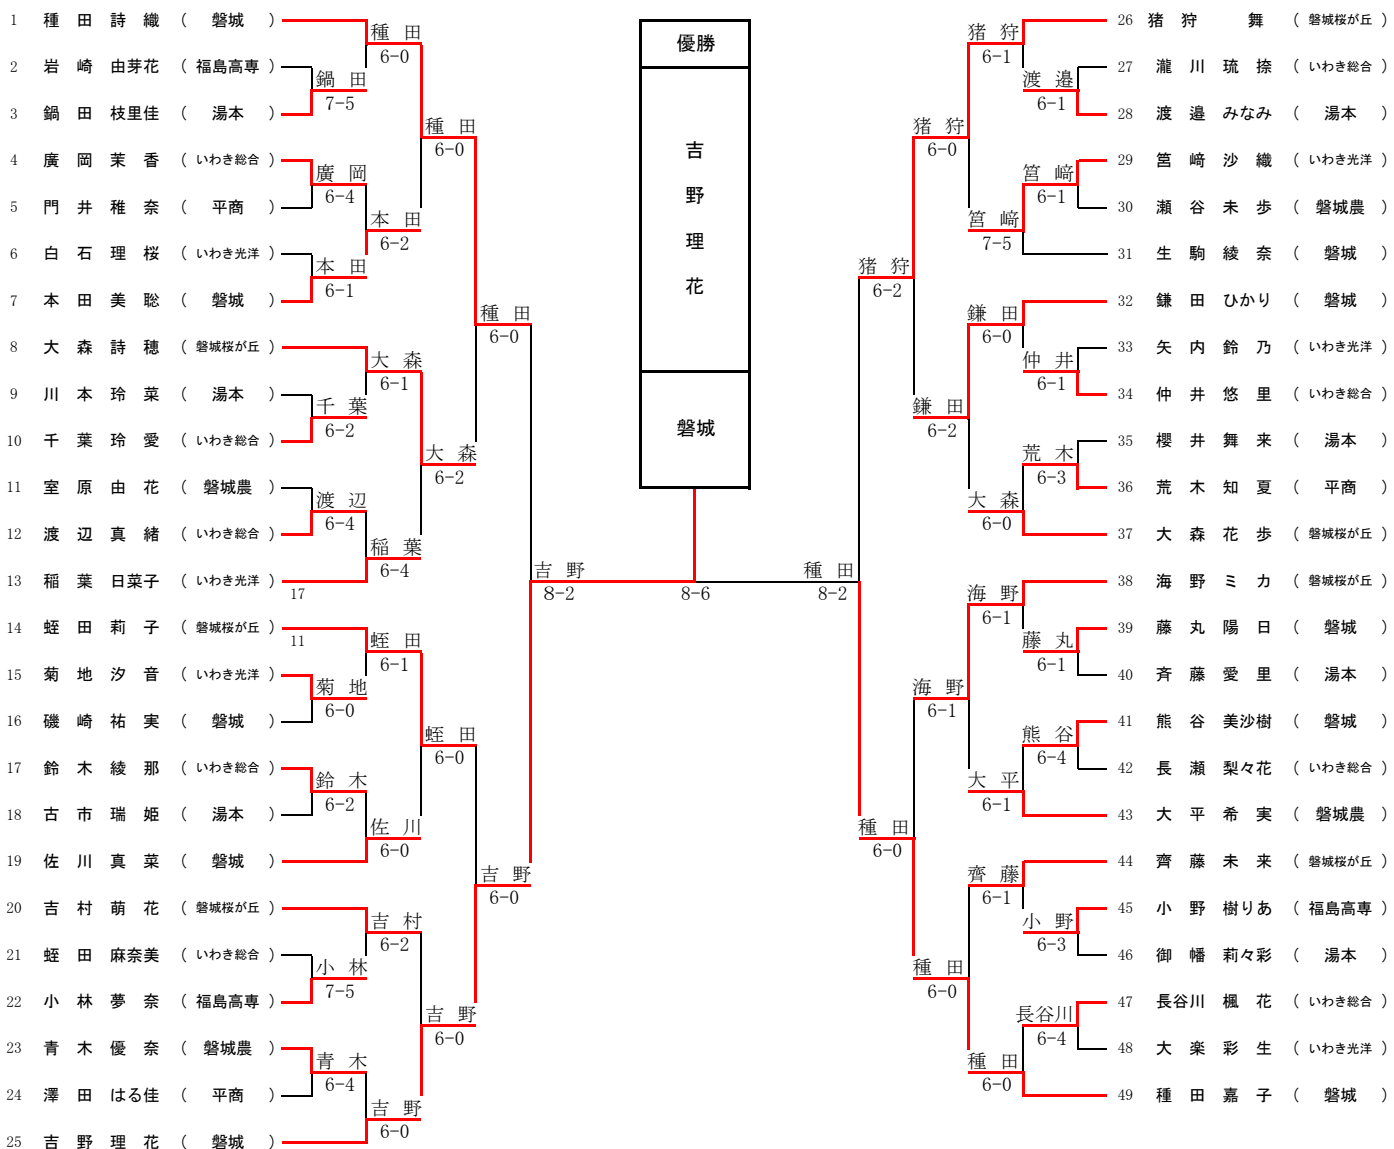 1 種田詩織 （ 磐城 ）
2 岩崎由芽花 （ 福島高専 ）
3 鍋田枝里佳 （ 湯本 ）
4 廣岡茉香 （ いわき総合 ）
5 門井稚奈 （ 平商 ）
6 白石理桜 （ いわき光洋 ）
7 本田美聡 （ 磐城 ）
8 大森詩穂 （ 磐城桜が丘 ）
9 川本玲菜 （ 湯本 ）
10 千葉玲愛 （ いわき総合 ）
11 室原由花 （ 磐城農 ）
12 渡辺真緒 （ いわき総合 ）
13 稲葉日菜子 （ いわき光洋 ）
17
14 蛭田莉子 （ 磐城桜が丘 ）
11
15 菊地汐音 （ いわき光洋 ）
16 磯崎祐実 （ 磐城 ）
17 鈴木綾那 （ いわき総合 ）
18 古市瑞姫 （ 湯本 ）
19 佐川真菜 （ 磐城 ）
20 吉村萌花 （ 磐城桜が丘 ）
21 蛭田麻奈美 （ いわき総合 ）
22 小林夢奈 （ 福島高専 ）
23 青木優奈 （ 磐城農 ）
24 澤田はる佳 （ 平商 ）
25 吉野理花 （ 磐城 ）
鍋田
7-5
廣岡
6-4
本田
6-1
千葉
6-2
渡辺
6-4
菊地
6-0
鈴木
6-2
小林
7-5
青木
6-4
種田
6-0
本田
6-2
大森
6-1
稲葉
6-4
蛭田
6-1
佐川
6-0
吉村
6-2
吉野
6-0
種田
6-0
大森
6-2
蛭田
6-0
吉野
6-0
種田
6-0
吉野
6-0
吉野
8-2
優勝
吉野理花
磐城
8-6
種田
8-2
猪狩
6-2
種田
6-0
猪狩
6-0
鎌田
6-2
海野
6-1
種田
6-0
猪狩
6-1
筥﨑
7-5
鎌田
6-0
大森
6-0
海野
6-1
大平
6-1
齊藤
6-1
種田
6-0
渡邉
6-1
筥﨑
6-1
仲井
6-1
荒木
6-3
藤丸
6-1
熊谷
6-4
小野
6-3
長谷川
6-4
26 猪狩舞 （ 磐城桜が丘 ）
27 瀧川琉捺 （ いわき総合 ）
28 渡邉みなみ （ 湯本 ）
29 筥﨑沙織 （ いわき光洋 ）
30 瀬谷未歩 （ 磐城農 ）
31 生駒綾奈 （ 磐城 ）
32 鎌田ひかり （ 磐城 ）
33 矢内鈴乃 （ いわき光洋 ）
34 仲井悠里 （ いわき総合 ）
35 櫻井舞来 （ 湯本 ）
36 荒木知夏 （ 平商 ）
37 大森花歩 （ 磐城桜が丘 ）
38 海野ミカ （ 磐城桜が丘 ）
39 藤丸陽日 （ 磐城 ）
40 斉藤愛里 （ 湯本 ）
41 熊谷美沙樹 （ 磐城 ）
42 長瀬梨々花 （ いわき総合 ）
43 大平希実 （ 磐城農 ）
44 齊藤未来 （ 磐城桜が丘 ）
45 小野樹りあ （ 福島高専 ）
46 御幡莉々彩 （ 湯本 ）
47 長谷川楓花 （ いわき総合 ）
48 大楽彩生 （ いわき光洋 ）
49 種田嘉子 （ 磐城 ）